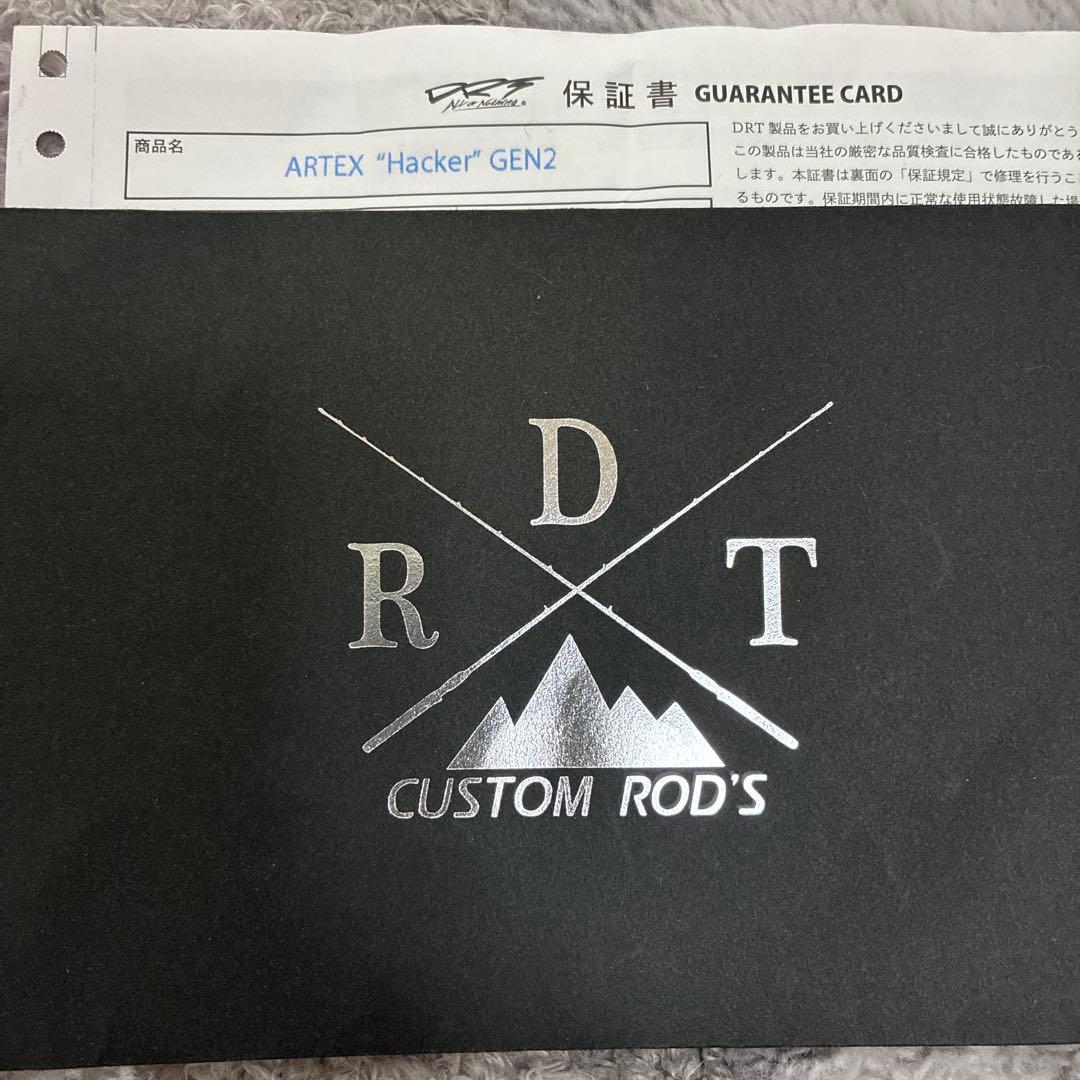 DRT 保証書 GUARANTEE CARD
商品名
ARTEX “Hacker” GEN2
DRT 製品をお買い上げくださいまして誠にありがとう
この製品は当社の厳密な品質検査に合格したものである
します。本証書は裏面の「保証規定」で修理を行うこ
るものです。保証期間内に正常な使用状態故障した場
D
R T
CUSTOM ROD'S